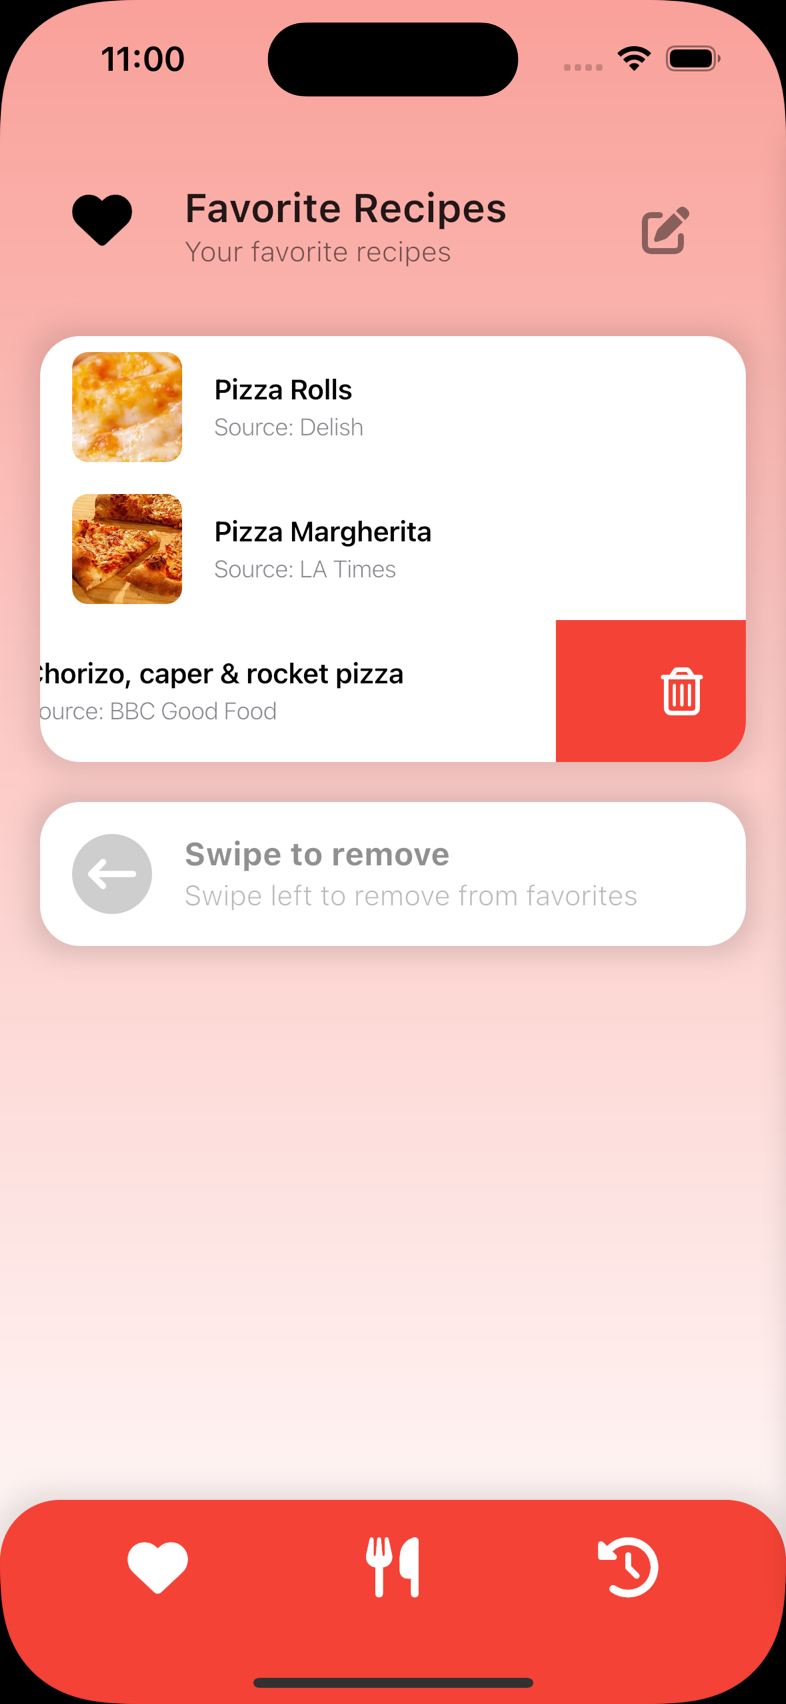 11:00
Favorite Recipes
Your favorite recipes
Pizza Rolls
Source: Delish
Pizza Margherita
Source: LA Times
Chorizo, caper & rocket pizza
ource: BBC Good Food
Swipe to remove
Swipe left to remove from favorites